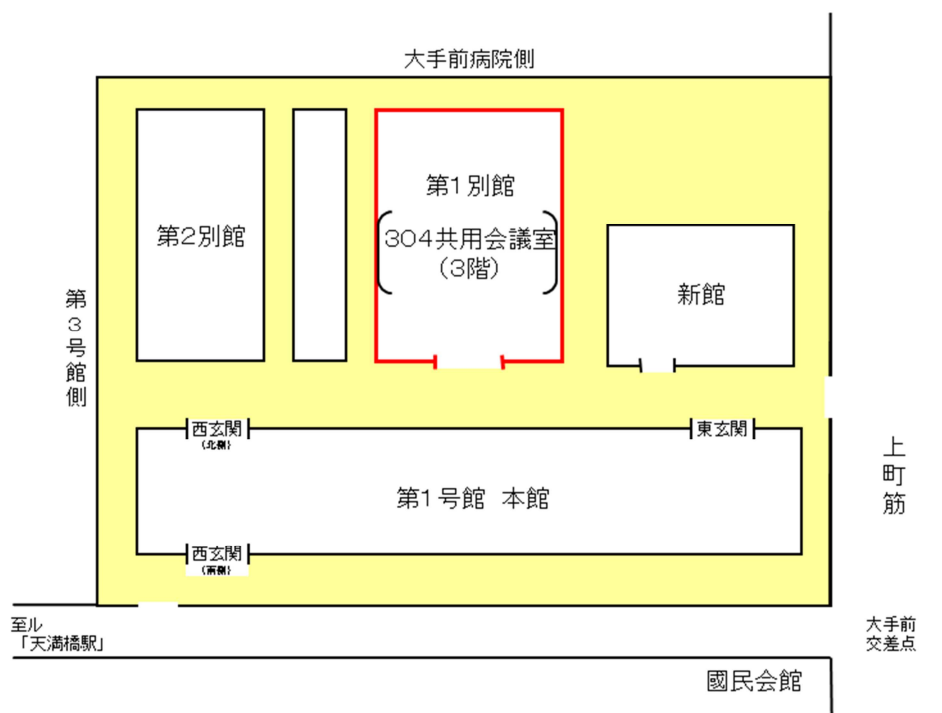 大手前病院側
第1別館
304共用会議室
(3階)
第2別館
新館
第3号館側
西玄関
(北側)
東玄関
第1号館 本館
上町筋
西玄関
(南側)
至ル
「天満橋駅」
大手前
交差点
國民会館